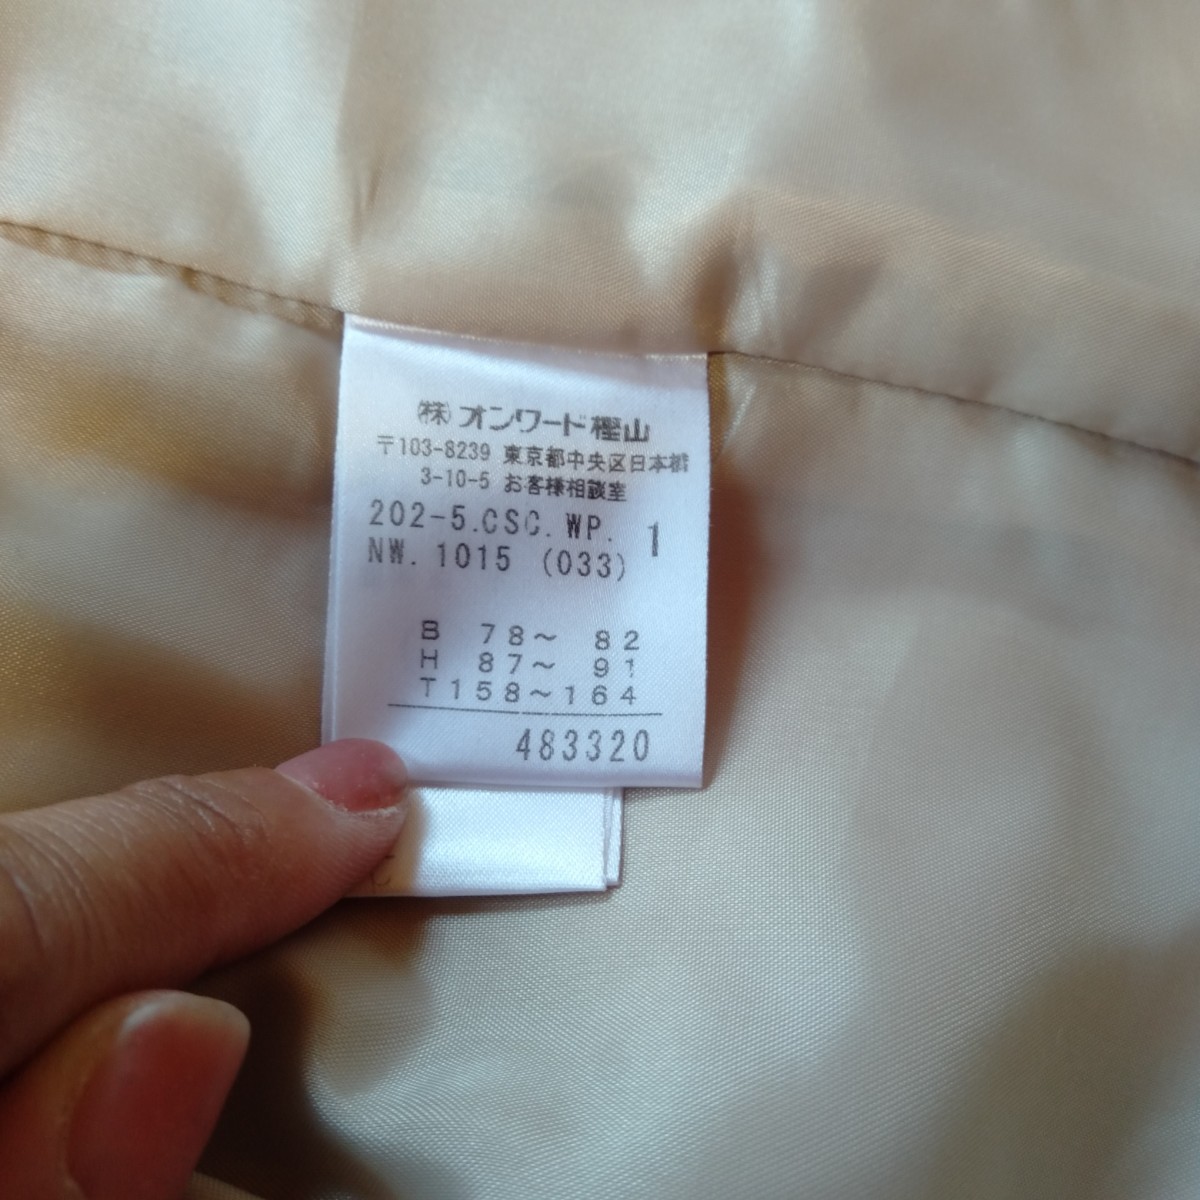 ㈱オンワード樫山
〒103-8239 東京都中央区日本橋
3-10-5 お客様相談室
202-5.CSC.WP. 1
NW. 1015 (033)
B 78～ 82
H 87～ 91
T158～164
483320